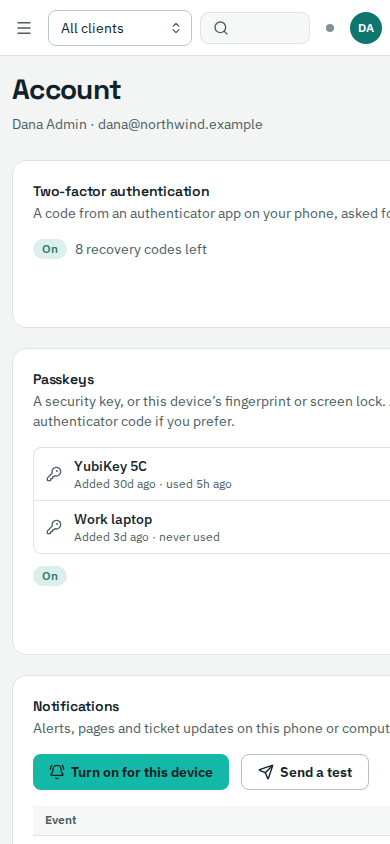 All clients
DA
Account
Dana Admin · dana@northwind.example
Two-factor authentication
A code from an authenticator app on your phone, asked
On
8 recovery codes left
Passkeys
A security key, or this device’s fingerprint or screen lock.
authenticator code if you prefer.
YubiKey 5C
Added 30d ago · used 5h ago
Work laptop
Added 3d ago · never used
On
Notifications
Alerts, pages and ticket updates on this phone or
Turn on for this device
Send a test
Event